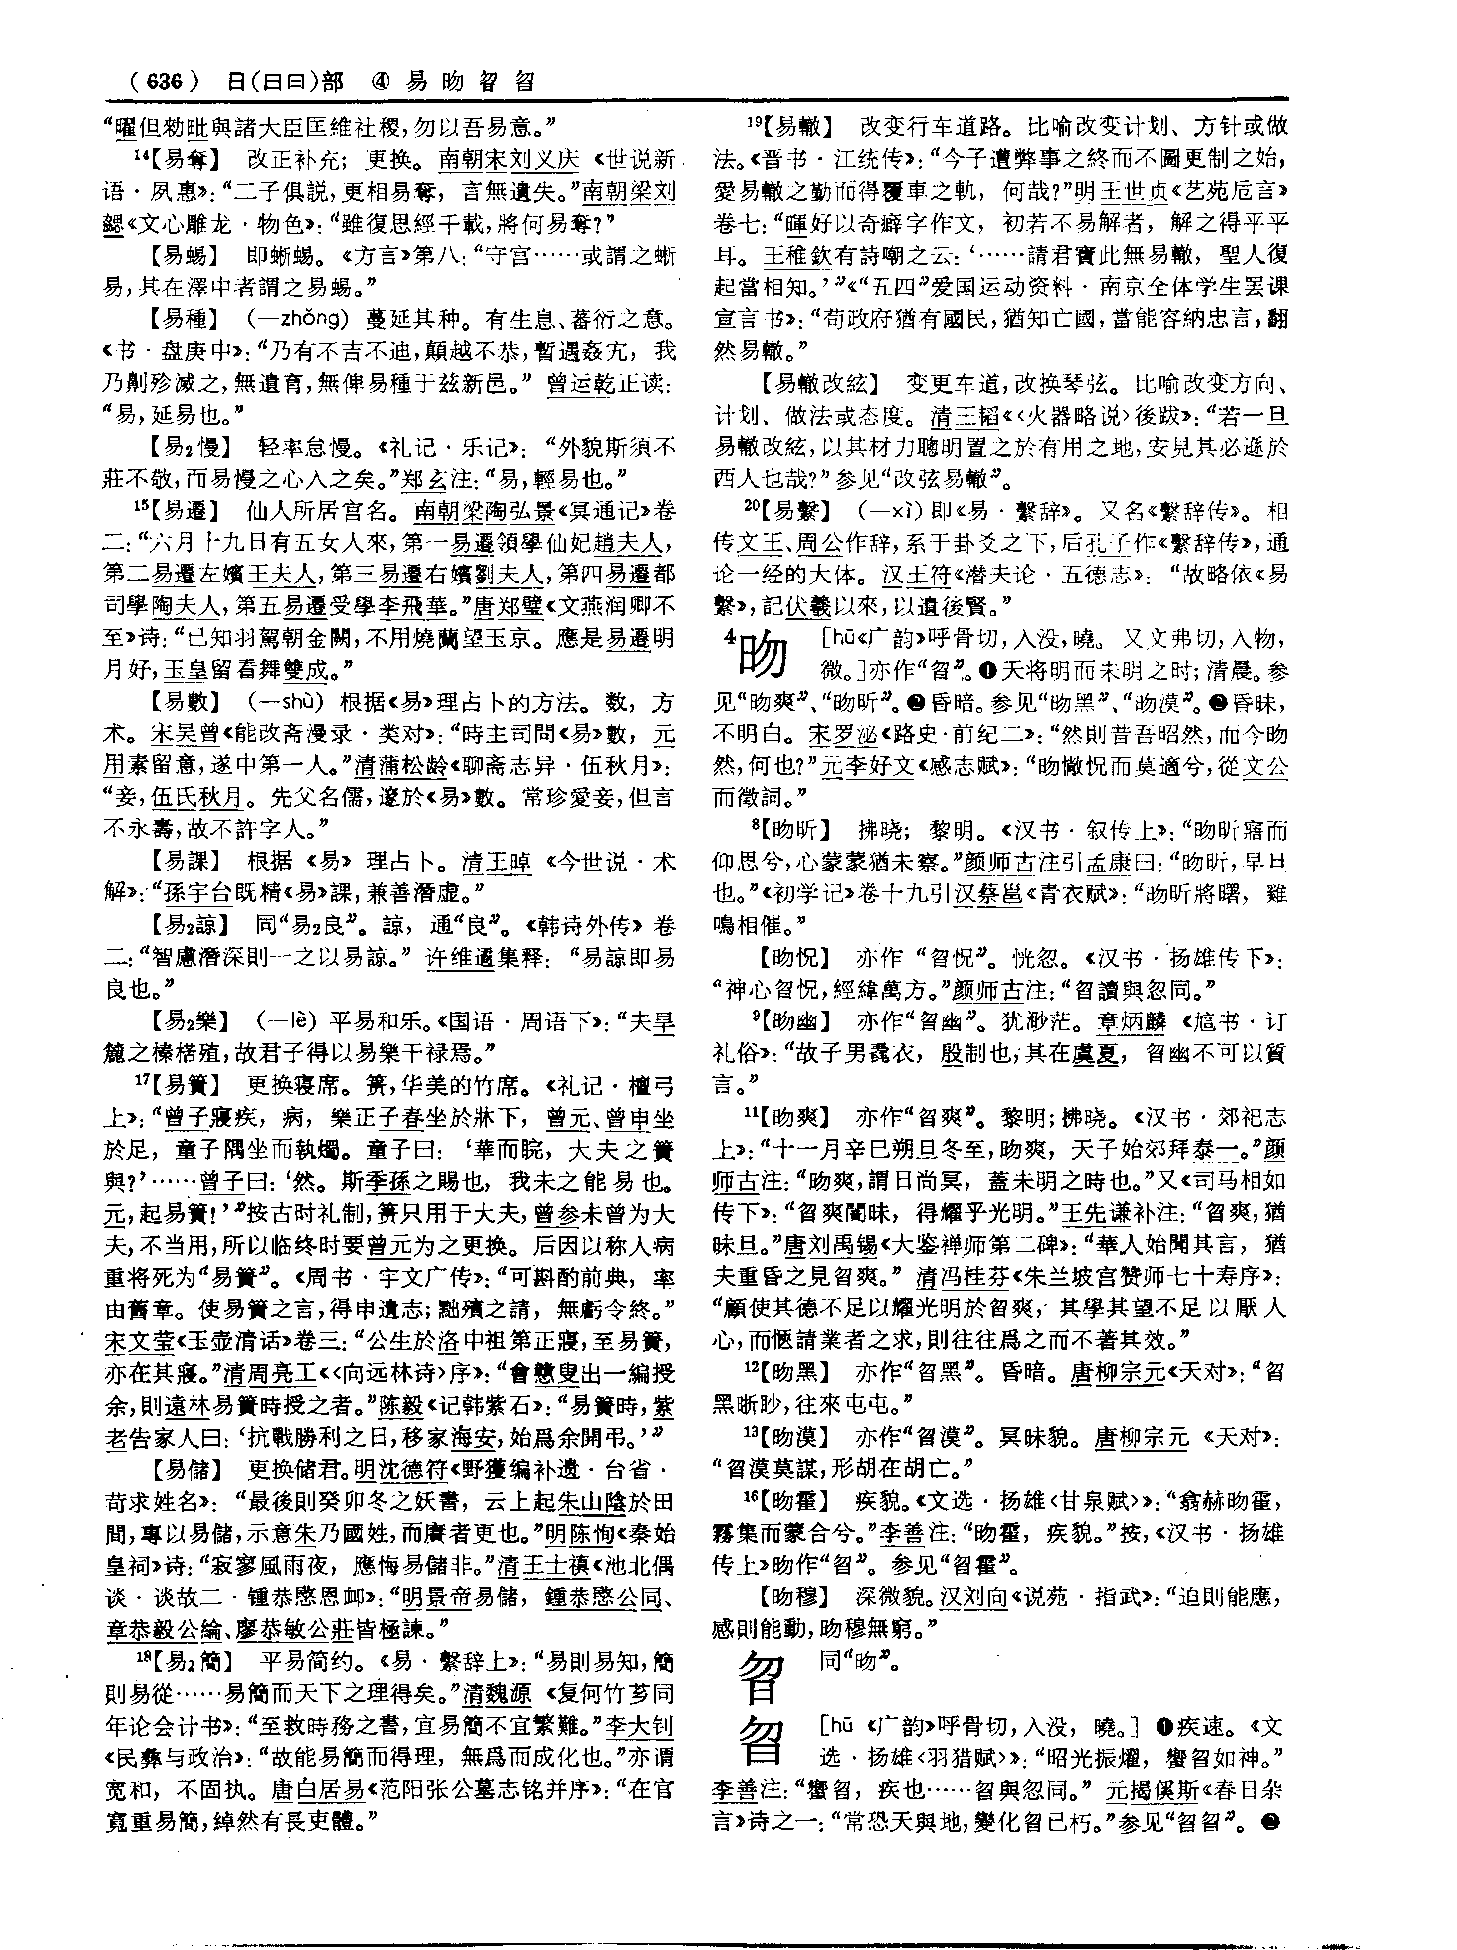 （636） 日(曰⺜)部 ④ 易 昒 㫚 曶
“曜但勑毗與諸大臣匡維社稷，勿以吾易意。”
14【易奪】 改正补充；更换。南朝宋刘义庆《世说新
语·夙惠》：“二子俱説，更相易奪，言無遺失。”南朝梁刘
勰《文心雕龙·物色》：“雖復思經千載，將何易奪？”
【易蜴】 即蜥蜴。《方言》第八：“守宫……或謂之蜥
易，其在澤中者謂之易蜴。”
【易種】 （—zhǒng）蔓延其种。有生息、蕃衍之意。
《书·盘庚中》：“乃有不吉不迪，顛越不恭，暫遇姦宄，我
乃劓殄滅之，無遺育，無俾易種于兹新邑。”曾运乾正读：
“易，延易也。”
【易2慢】 轻率怠慢。《礼记·乐记》：“外貌斯須不
莊不敬，而易慢之心入之矣。”郑玄注：“易，輕易也。”
15【易遷】 仙人所居宫名。南朝梁陶弘景《冥通记》卷
二：“六月十九日有五女人來，第一易遷領學仙妃趙夫人，
第二易遷左嬪王夫人，第三易遷右嬪劉夫人，第四易遷都
司學陶夫人，第五易遷受學李飛華。”唐郑璧《文燕润卿不
至》诗：“已知羽駕朝金闕，不用燒蘭望玉京。應是易遷明
月好，玉皇留看舞雙成。”
【易數】 （—shù）根据《易》理占卜的方法。数，方
术。宋吴曾《能改斋漫录·类对》：“時主司問《易》數，元
用素留意，遂中第一人。”清蒲松龄《聊斋志异·伍秋月》：
“妾，伍氏秋月。先父名儒，邃於《易》數。常珍愛妾，但言
不永壽，故不許字人。”
【易課】 根据《易》理占卜。清王晫《今世说·术
解》：“孫宇台既精《易》課，兼善潛虚。”
【易2諒】 同“易2良”。諒，通“良”。《韩诗外传》卷
二：“智慮潛深則一之以易諒。”许维遹集释：“易諒即易
良也。”
【易2樂】 （—lè）平易和乐。《国语·周语下》：“夫旱
麓之榛楛殖，故君子得以易樂干禄焉。”
17【易簀】 更换寝席。箦，华美的竹席。《礼记·檀弓
上》：“曾子寢疾，病，樂正子春坐於牀下，曾元、曾申坐
於足，童子隅坐而執燭。童子曰：‘華而睆，大夫之簀
與？’……曾子曰：‘然。斯季孫之賜也，我未之能易也。
元，起易簀！’”按古时礼制，箦只用于大夫，曾参未曾为大
夫，不当用，所以临终时要曾元为之更换。后因以称人病
重将死为“易簀”。《周书·宇文广传》：“可斟酌前典，率
由舊章。使易簀之言，得申遺志；黜殯之請，無虧令終。”
宋文莹《玉壶清话》卷三：“公生於洛中祖第正寢，至易簀，
亦在其寢。”清周亮工《〈向远林诗〉序》：“會憨叟出一编授
余，則遠林易簀時授之者。”陈毅《记韩紫石》：“易簀時，紫
老告家人曰：‘抗戰勝利之日，移家海安，始爲余開弔。’”
【易儲】 更换储君。明沈德符《野獲编补遗·台省·
苛求姓名》：“最後則癸卯冬之妖書，云上起朱山陰於田
間，專以易儲，示意朱乃國姓，而賡者更也。”明陈恂《秦始
皇祠》诗：“寂寥風雨夜，應悔易儲非。”清王士禛《池北偶
谈·谈故二·锺恭愍恩卹》：“明景帝易儲，鍾恭愍公同、
章恭毅公綸、廖恭敏公莊皆極諫。”
18【易2簡】 平易简约。《易·繫辞上》：“易則易知，簡
則易從……易簡而天下之理得矣。”清魏源《复何竹芗同
年论会计书》：“至救時務之書，宜易簡不宜繁難。”李大钊
《民彝与政治》：“故能易簡而得理，無爲而成化也。”亦谓
宽和，不固执。唐白居易《范阳张公墓志铭并序》：“在官
寬重易簡，綽然有長吏體。”
19【易轍】 改变行车道路。比喻改变计划、方针或做
法。《晋书·江统传》：“今子遭弊事之終而不圖更制之始，
愛易轍之勤而得覆車之軌，何哉？”明王世贞《艺苑卮言》
卷七：“暉好以奇癖字作文，初若不易解者，解之得平平
耳。王稚欽有詩嘲之云：‘……請君寶此無易轍，聖人復
起當相知。’”《“五四”爱国运动资料·南京全体学生罢课
宣言书》：“苟政府猶有國民，猶知亡國，當能容納忠言，翻
然易轍。”
【易轍改絃】 变更车道，改换琴弦。比喻改变方向、
计划、做法或态度。清王韬《〈火器略说〉後跋》：“若一旦
易轍改絃，以其材力聰明置之於有用之地，安見其必遜於
西人乜哉？”参见“改弦易轍”。
20【易繫】 （—xì）即《易·繫辞》。又名《繫辞传》。相
传文王、周公作辞，系于卦爻之下，后孔子作《繫辞传》，通
论一经的大体。汉王符《潜夫论·五德志》：“故略依《易
繫》，記伏羲以來，以遺後賢。”
4昒 ［hū《广韵》呼骨切，入没，曉。又文弗切，入物，
微。］亦作“㫚”。❶天将明而未明之时；清晨。参
见“昒爽”、“昒昕”。❷昏暗。参见“昒黑”、“昒漠”。❷昏昧，
不明白。宋罗泌《路史·前纪二》：“然則昔吾昭然，而今昒
然，何也？”元李好文《感志赋》：“昒懒怳而莫適兮，從文公
而徵詞。”
8【昒昕】 拂晓；黎明。《汉书·叙传上》：“昒昕寤而
仰思兮，心蒙蒙猶未察。”颜师古注引孟康曰：“昒昕，早旦
也。”《初学记》卷十九引汉蔡邕《青衣赋》：“昒昕將曙，雞
鳴相催。”
【昒怳】 亦作“㫚怳”。恍忽。《汉书·扬雄传下》：
“神心㫚怳，經緯萬方。”颜师古注：“㫚讀與忽同。”
9【昒幽】 亦作“㫚幽”。犹渺茫。章炳麟《訄书·订
礼俗》：“故子男毳衣，殷制也；其在虞夏，㫚幽不可以質
言。”
11【昒爽】 亦作“㫚爽”。黎明；拂晓。《汉书·郊祀志
上》：“十一月辛巳朔旦冬至，昒爽，天子始郊拜泰一。”颜
师古注：“昒爽，謂日尚冥，蓋未明之時也。”又《司马相如
传下》：“㫚爽闇昧，得耀乎光明。”王先谦补注：“㫚爽，猶
昧旦。”唐刘禹锡《大鉴禅师第二碑》：“華人始聞其言，猶
夫重昏之見㫚爽。”清冯桂芬《朱兰坡宫赞师七十寿序》：
“顧使其德不足以耀光明於㫚爽，其學其望不足以厭人
心，而愜請業者之求，則往往爲之而不著其效。”
12【昒黑】 亦作“㫚黑”。昏暗。唐柳宗元《天对》：“㫚
黑晰眇，往來屯屯。”
13【昒漠】 亦作“㫚漠”。冥昧貌。唐柳宗元《天对》：
“㫚漠莫謀，形胡在胡亡。”
16【昒霍】 疾貌。《文选·扬雄〈甘泉赋〉》：“翕赫昒霍，
霧集而蒙合兮。”李善注：“昒霍，疾貌。”按，《汉书·扬雄
传上》昒作“㫚”。参见“㫚霍”。
【昒穆】 深微貌。汉刘向《说苑·指武》：“迫則能應，
感則能動，昒穆無窮。”
㫚 同“昒”。
曶 ［hū《广韵》呼骨切，入没，曉。］❶疾速。《文
选·扬雄〈羽猎赋〉》：“昭光振燿，蠁曶如神。”
李善注：“蠁曶，疾也……曶與忽同。”元揭傒斯《春日杂
言》诗之一：“常恐天與地，變化曶已朽。”参见“曶曶”。❷